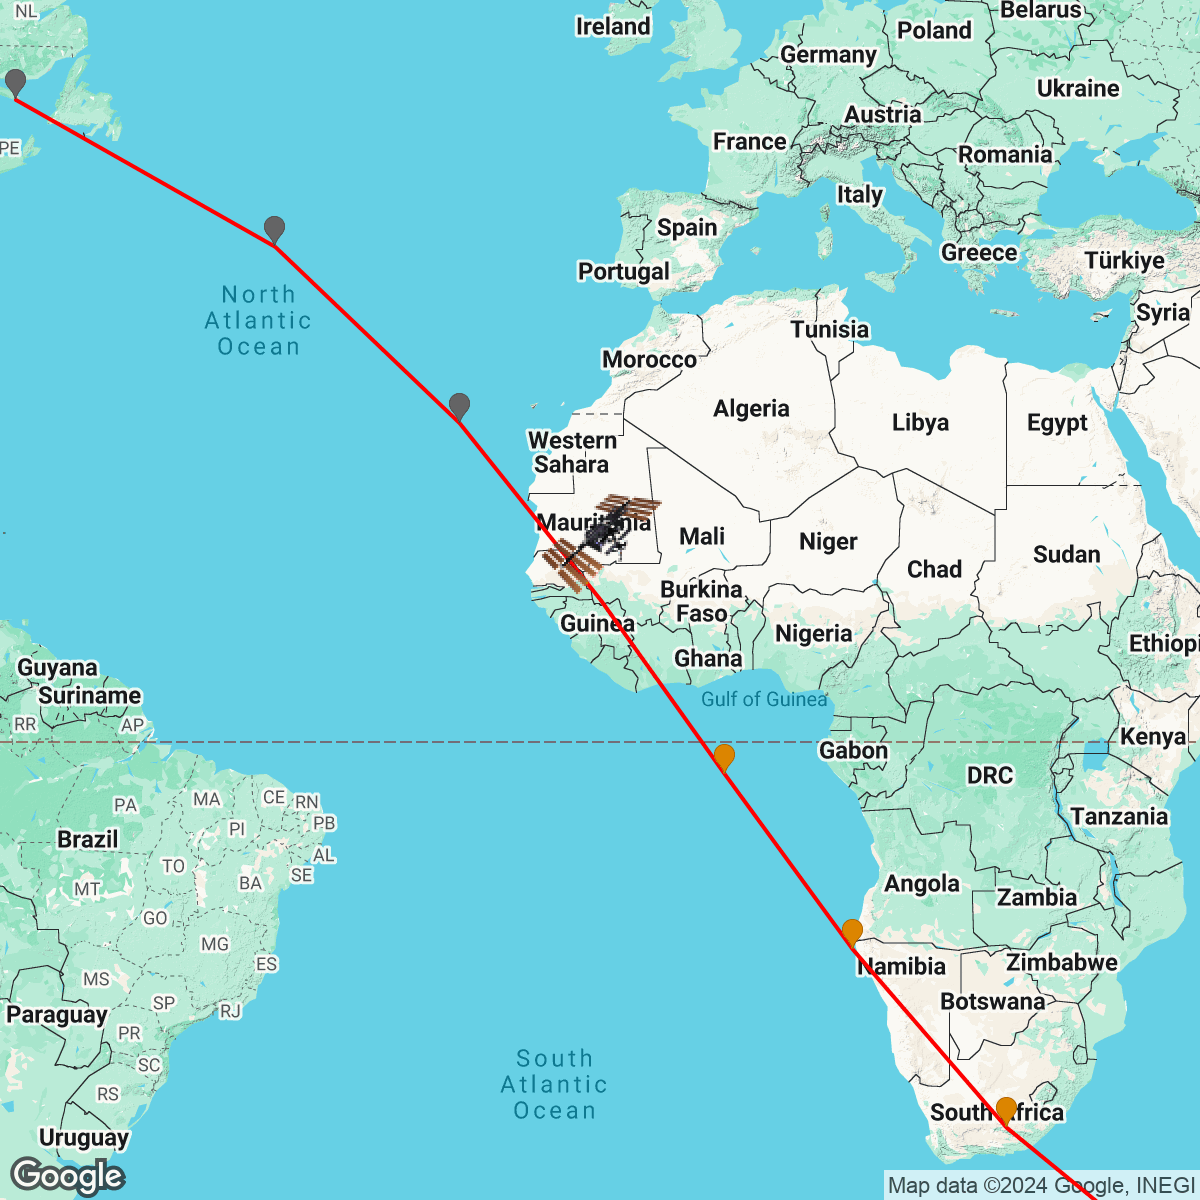 NL
Ireland
Belarus
Poland
Germany
Ukraine
Austria
France
PE
Romania
Italy
Spain
Portugal
Greece
Türkiye
North
Atlantic
Ocean
Syria
Tunisia
Morocco
Algeria
Libya
Egypt
Western
Sahara
Mauritania
Mali
Niger
Chad
Sudan
Burkina
Faso
Guinea
Nigeria
Ethiopi
Ghana
Guyana
Suriname
Gulf of Guinea
RR
AP
Gabon
Kenya
DRC
PA
MA
CE
RN
Tanzania
PI
PB
Brazil
AL
TO
SE
BA
MT
Angola
Zambia
GO
MG
ES
Namibia
Zimbabwe
MS
SP
Botswana
RJ
Paraguay
PR
SC
South
Atlantic
Ocean
RS
South Africa
Uruguay
Google
Map data ©2024 Google, INEGI